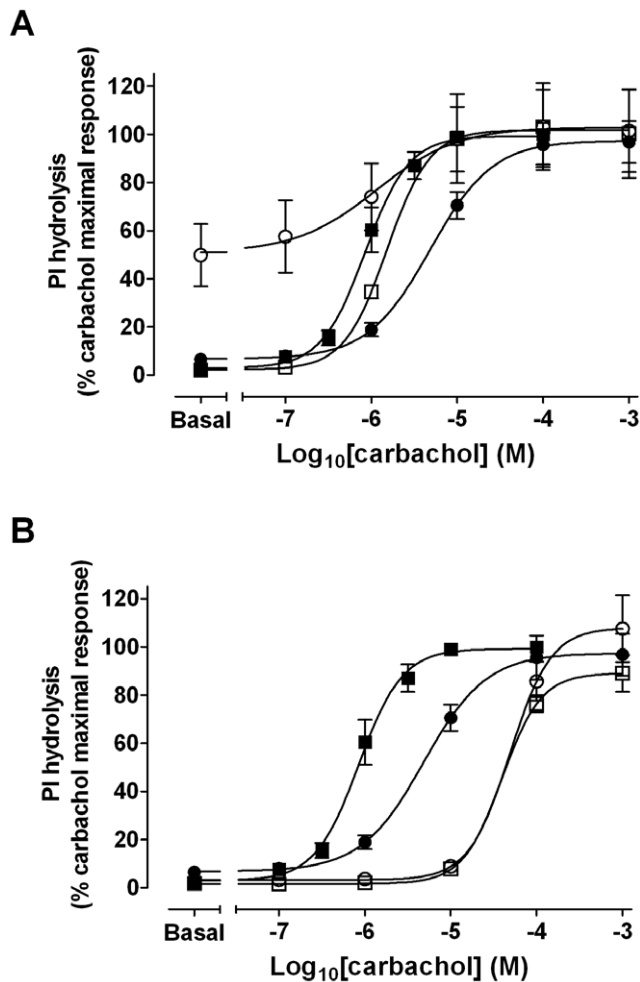 A
PI hydrolysis
(% carbachol maximal response)
120
100
80
60
40
20
0
Basal -7 -6 -5 -4 -3
Log10[carbachol] (M)
B
PI hydrolysis
(% carbachol maximal response)
120
100
80
60
40
20
0
Basal -7 -6 -5 -4 -3
Log10[carbachol] (M)